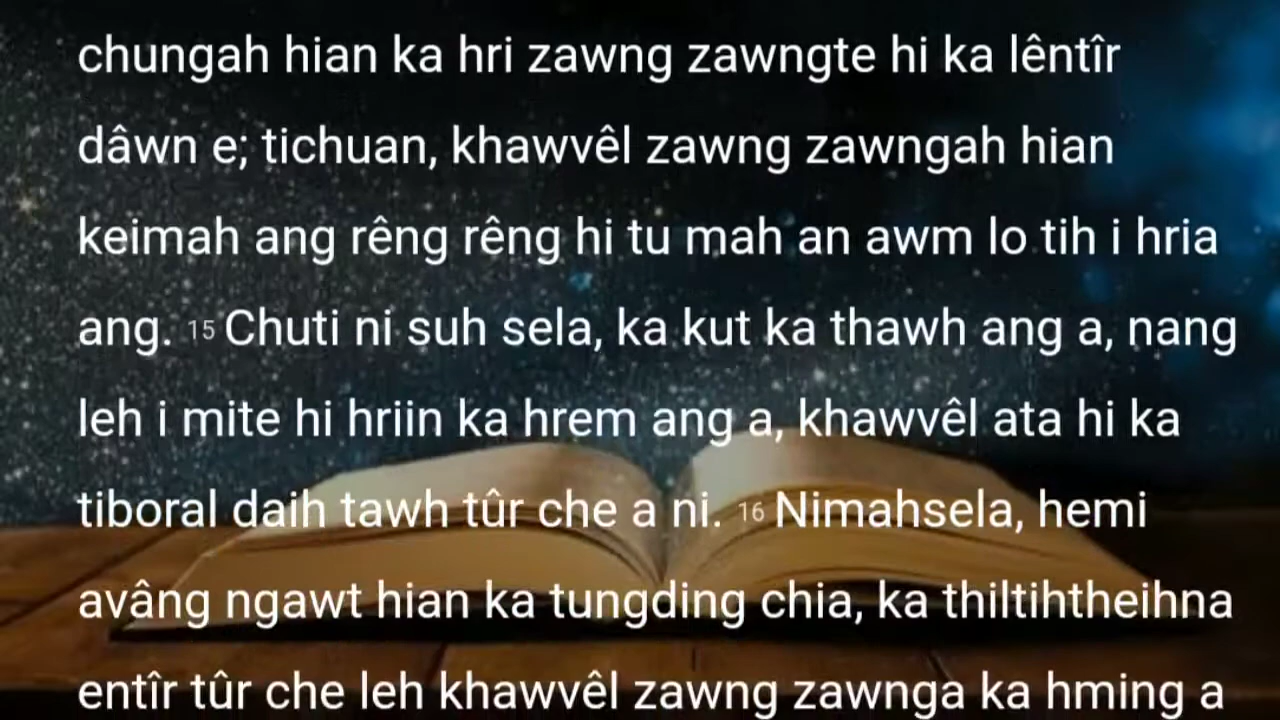 chungah hian ka hri zawng zawngte hi ka lêntîr
dâwn e; tichuan, khawvêl zawng zawngah hian
keimah ang rêng rêng hi tu mah an awm lo tih i hria
ang. 15 Chuti ni suh sela, ka kut ka thawh ang a, nang
leh i mite hi hriin ka hrem ang a, khawvêl ata hi ka
tiboral daih tawh tûr che a ni. 16 Nimahsela, hemi
avâng ngawt hian ka tungding chia, ka thiltihtheihna
entîr tûr che leh khawvêl zawng zawnga ka hming a